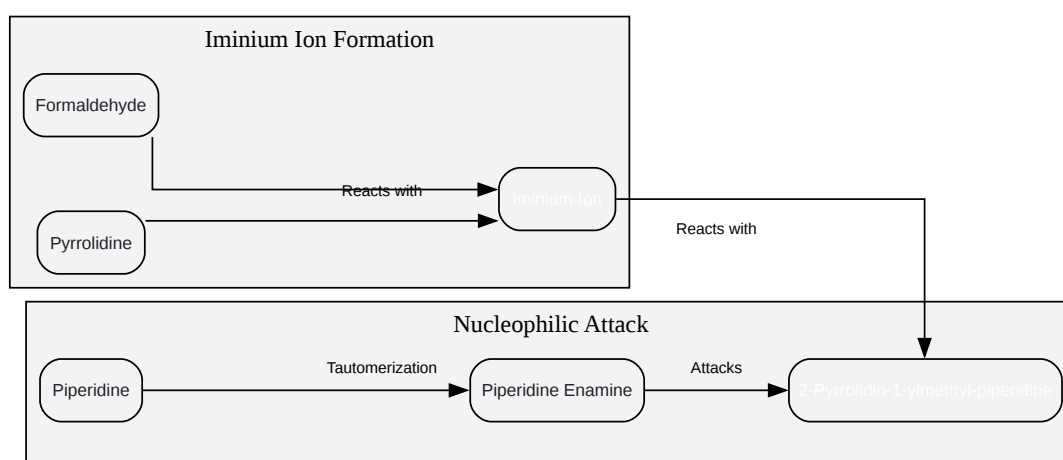 Iminium Ion Formation
Formaldehyde
Reacts with
Iminium Ion
Pyrrolidine
Reacts with
Nucleophilic Attack
Piperidine
Tautomerization
Piperidine Enamine
Attacks
2-Pyrrolidin-1-ylmethyl-piperidine